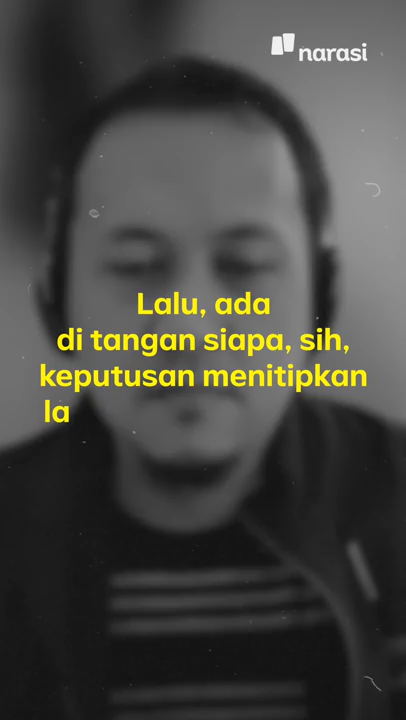 narasi
Lalu, ada
di tangan siapa, sih,
keputusan menitipkan
la